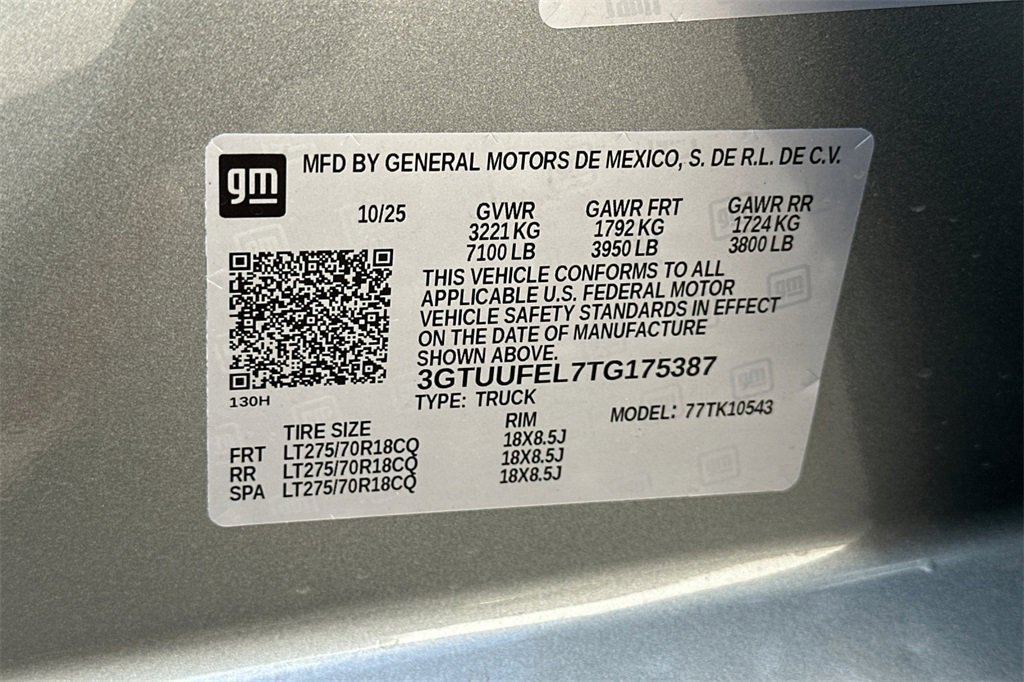 gm
MFD BY GENERAL MOTORS DE MEXICO, S. DE R.L. DE C.V.
10/25 GVWR GAWR FRT GAWR RR
3221 KG 1792 KG 1724 KG
7100 LB 3950 LB 3800 LB
THIS VEHICLE CONFORMS TO ALL
APPLICABLE U.S. FEDERAL MOTOR
VEHICLE SAFETY STANDARDS IN EFFECT
ON THE DATE OF MANUFACTURE
SHOWN ABOVE.
3GTUUFEL7TG175387
130H
TYPE: TRUCK MODEL: 77TK10543
TIRE SIZE RIM
FRT LT275/70R18CQ 18X8.5J
RR LT275/70R18CQ 18X8.5J
SPA LT275/70R18CQ 18X8.5J